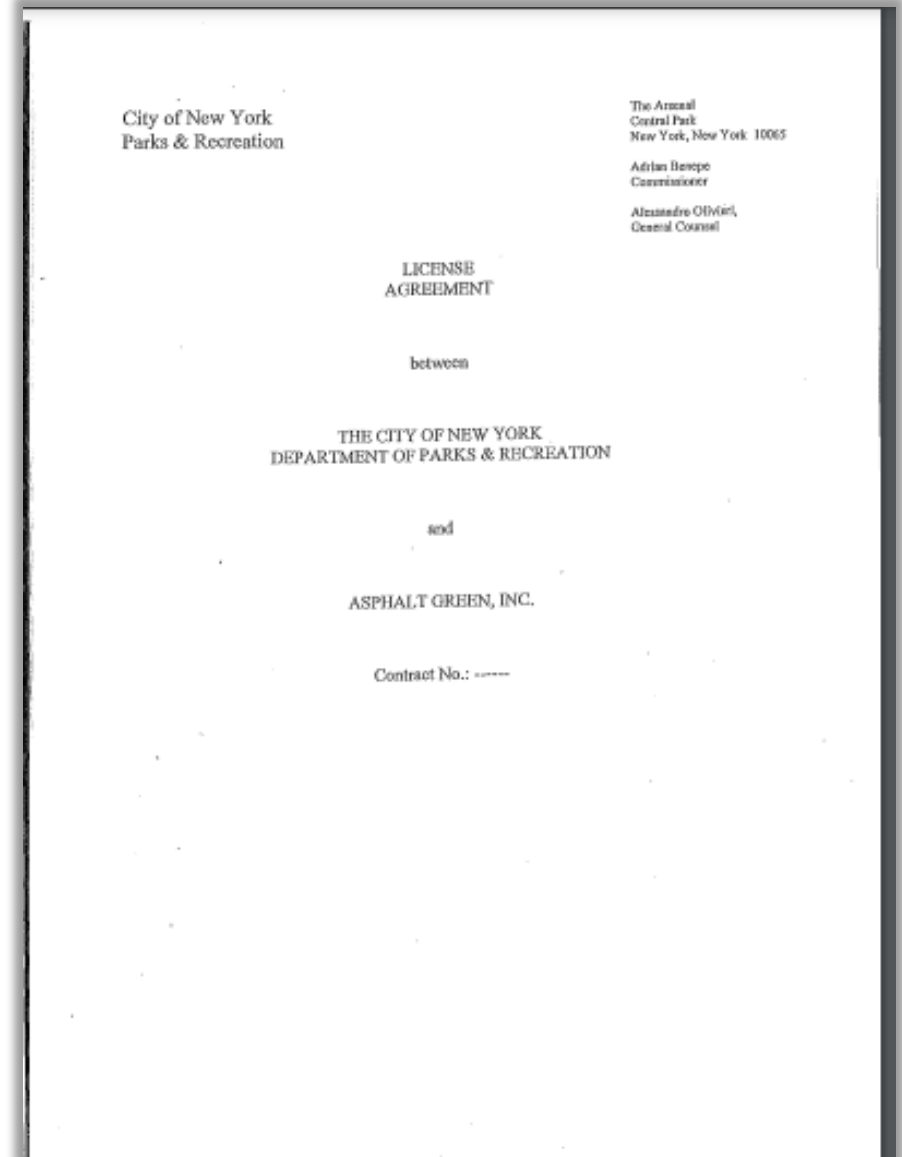 City of New York
Parks & Recreation
The Arsenal
Central Park
New York, New York 10065
Adrian Benepe
Commissioner
Alessandro Olivieri,
General Counsel
LICENSE
AGREEMENT
between
THE CITY OF NEW YORK
DEPARTMENT OF PARKS & RECREATION
and
ASPHALT GREEN, INC.
Contract No.: ------